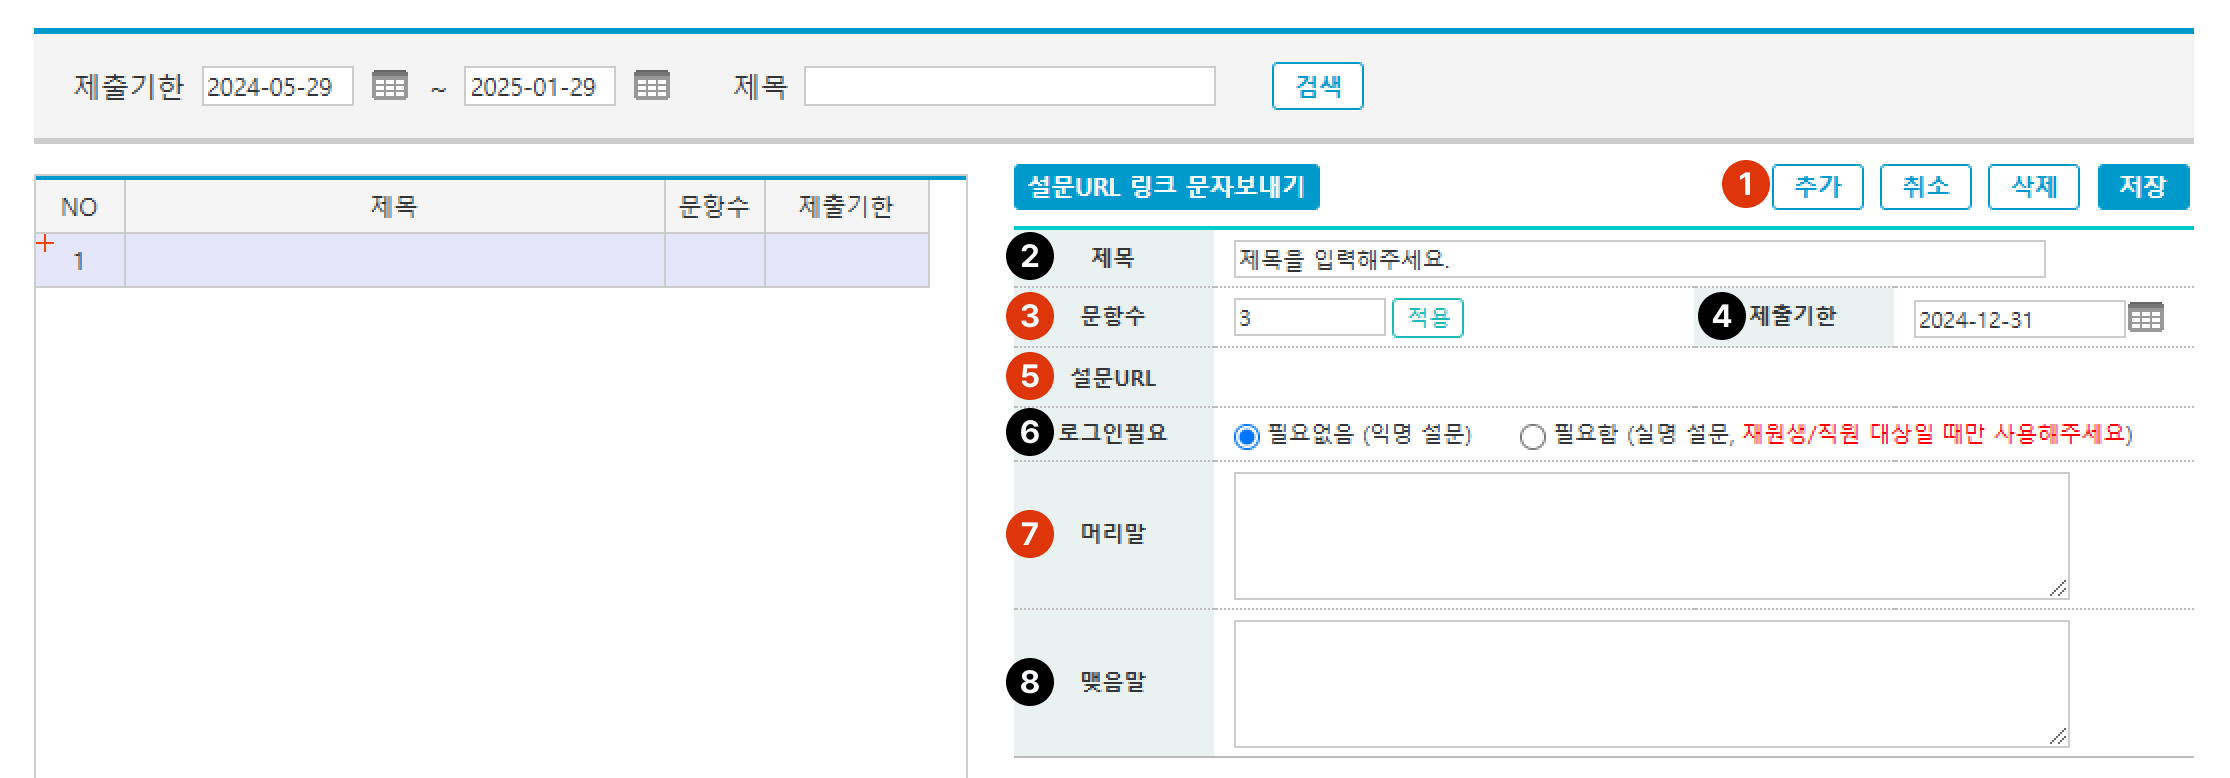 제출기한 2024-05-29 ~ 2025-01-29 제목 검색
설문URL 링크 문자보내기 1 추가 취소 삭제 저장
NO 제목 문항수 제출기한
1
2 제목 제목을 입력해주세요.
3 문항수 3 적용 4 제출기한 2024-12-31
5 설문URL
6 로그인필요 필요없음 (익명 설문) 필요함 (실명 설문, 재원생/직원 대상일 때만 사용해주세요)
7 머리말
8 맺음말